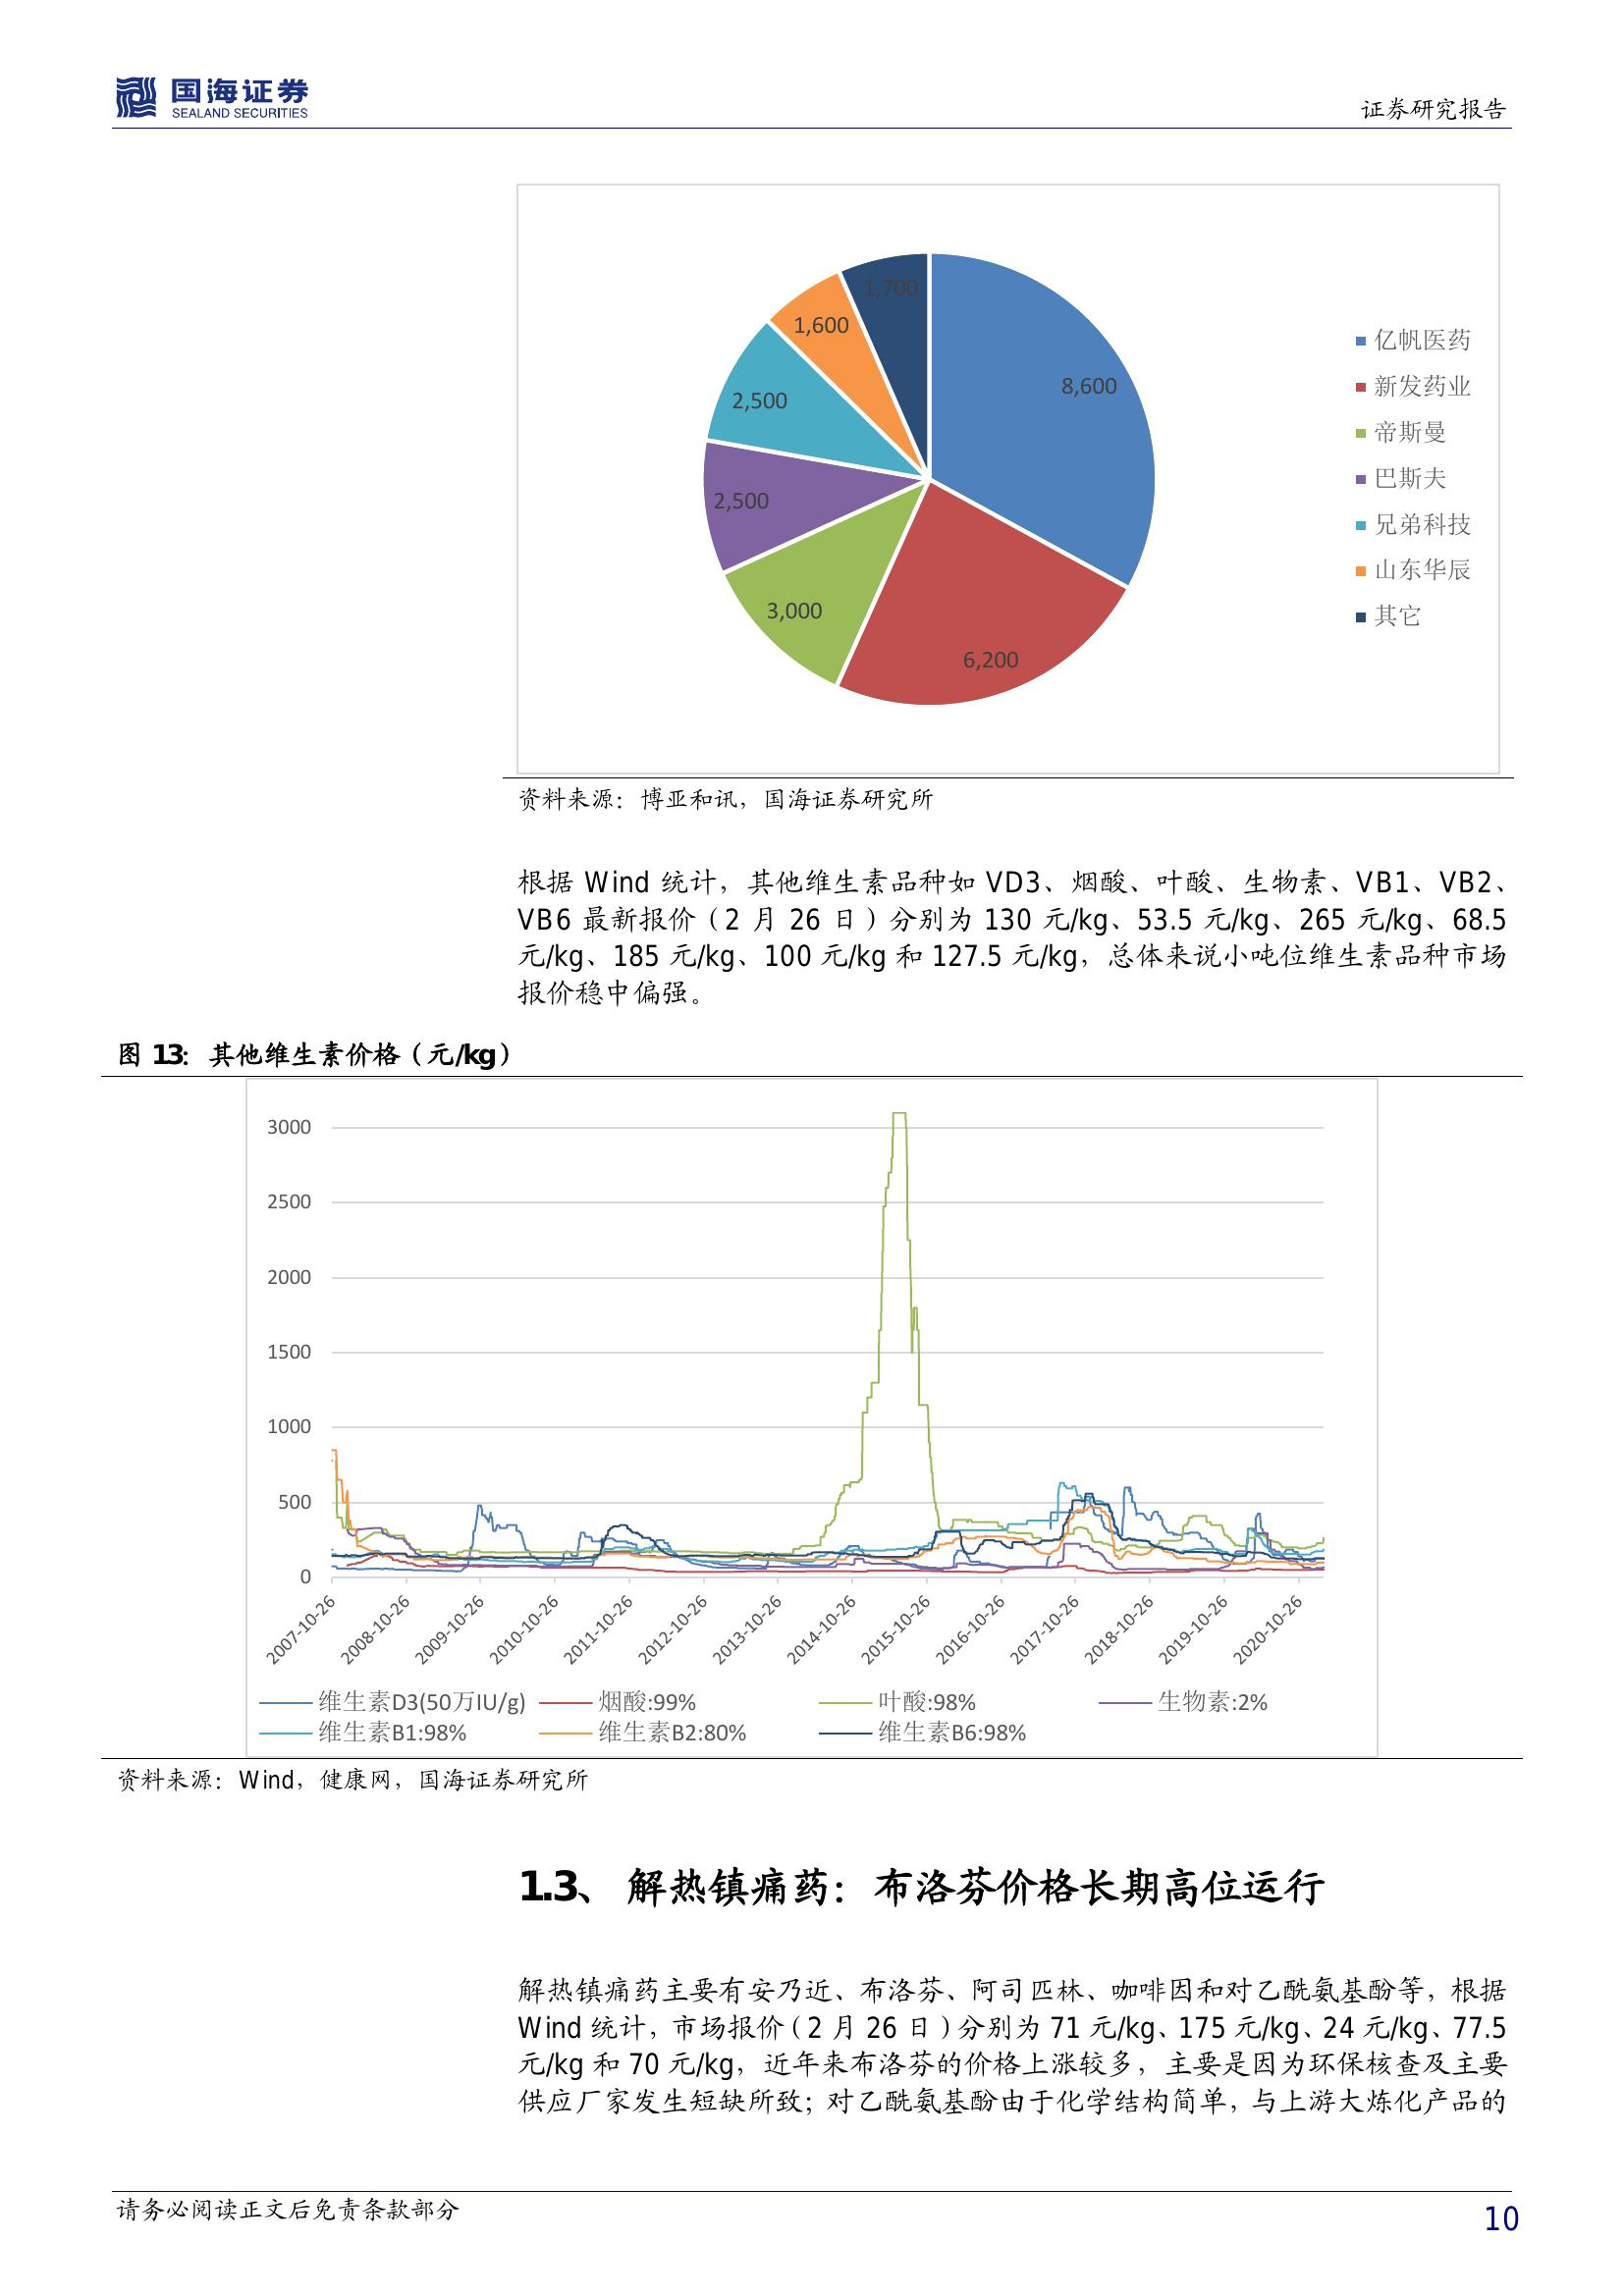 国海证券
SEALAND SECURITIES
证券研究报告
1,700
1,600
8,600
2,500
2,500
3,000
6,200
亿帆医药
新发药业
帝斯曼
巴斯夫
兄弟科技
山东华辰
其它
资料来源：博亚和讯，国海证券研究所
根据 Wind 统计，其他维生素品种如 VD3、烟酸、叶酸、生物素、VB1、VB2、
VB6 最新报价（2 月 26 日）分别为 130 元/kg、53.5 元/kg、265 元/kg、68.5
元/kg、185 元/kg、100 元/kg 和 127.5 元/kg，总体来说小吨位维生素品种市场
报价稳中偏强。
图 13：其他维生素价格（元/kg）
3000
2500
2000
1500
1000
500
0
2007-10-26
2008-10-26
2009-10-26
2010-10-26
2011-10-26
2012-10-26
2013-10-26
2014-10-26
2015-10-26
2016-10-26
2017-10-26
2018-10-26
2019-10-26
2020-10-26
维生素D3(50万IU/g) 烟酸:99% 叶酸:98% 生物素:2%
维生素B1:98% 维生素B2:80% 维生素B6:98%
资料来源：Wind，健康网，国海证券研究所
1.3、 解热镇痛药：布洛芬价格长期高位运行
解热镇痛药主要有安乃近、布洛芬、阿司匹林、咖啡因和对乙酰氨基酚等，根据
Wind 统计，市场报价（2 月 26 日）分别为 71 元/kg、175 元/kg、24 元/kg、77.5
元/kg 和 70 元/kg，近年来布洛芬的价格上涨较多，主要是因为环保核查及主要
供应厂家发生短缺所致；对乙酰氨基酚由于化学结构简单，与上游大炼化产品的
请务必阅读正文后免责条款部分
10